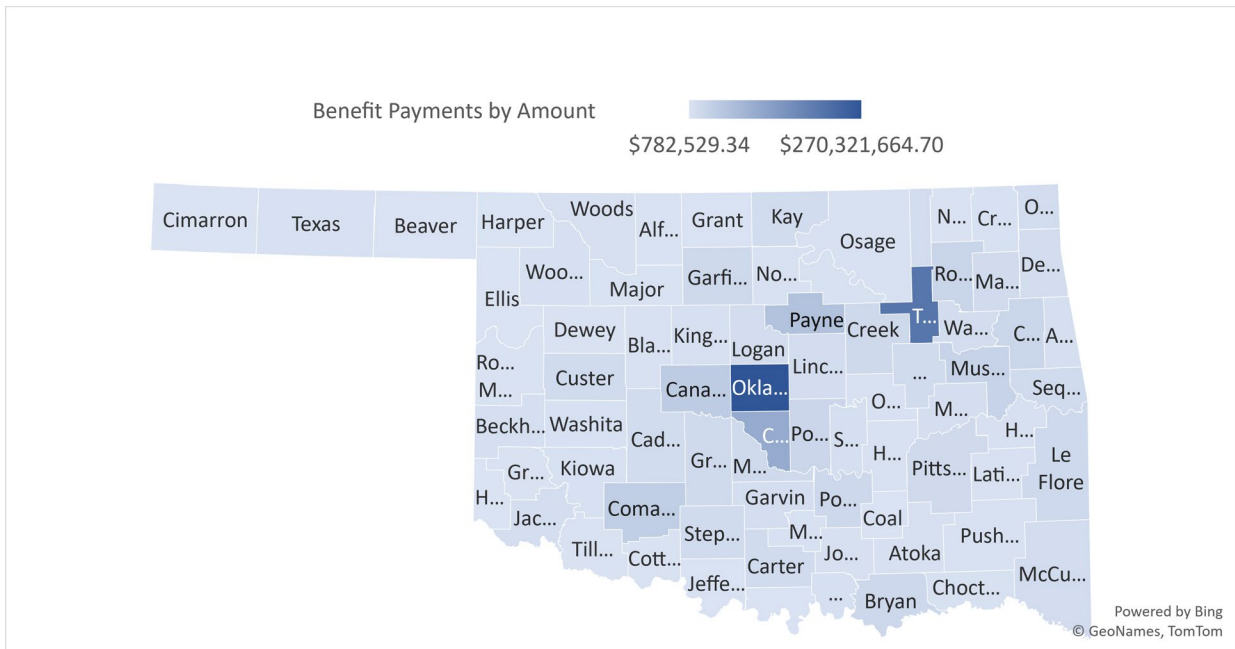 Benefit Payments by Amount
$782,529.34 $270,321,664.70
Cimarron
Texas
Beaver
Harper
Woods
Alf...
Grant
Kay
Osage
N...
Cr...
O...
Ellis
Woo...
Major
Garfi...
No...
Ro...
Ma...
De...
Dewey
Bla...
King...
Logan
Payne
Creek
T...
Wa...
C...
A...
Ro...
M...
Custer
Cana...
Okla...
Linc...
...
Mus...
Seq...
Beckh...
Washita
Cad...
Gr...
C...
M...
Po...
S...
O...
H...
M...
H...
Gr...
Kiowa
Pitts...
Lati...
Le
Flore
H...
Jac...
Coma...
Garvin
Po...
Coal
Till...
Cott...
Step...
M...
Jo...
Atoka
Push...
McCu...
Jeffe...
Carter
...
Bryan
Choct...
Powered by Bing
© GeoNames, TomTom